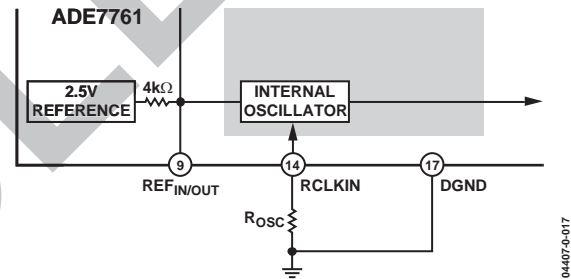 ADE7761
2.5V
REFERENCE
4kΩ
INTERNAL
OSCILLATOR
9
14
17
REFIN/OUT
RCLKIN
DGND
ROSC
04407-0-017